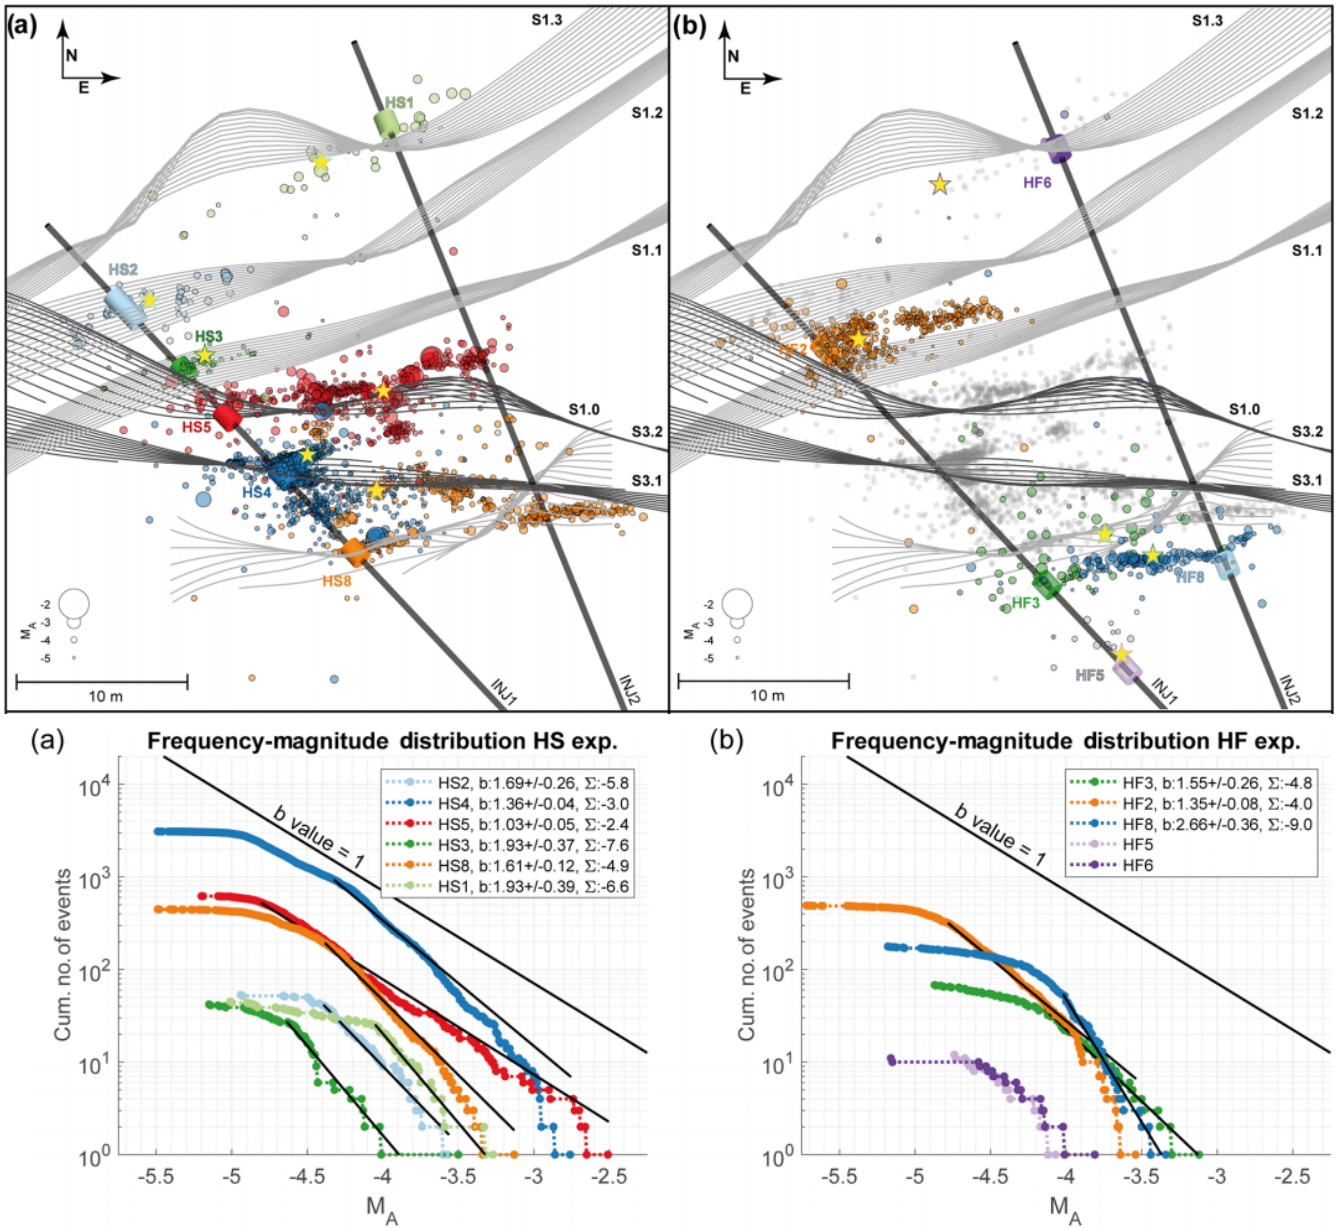 (a)
S1.3
N
E
HS1
S1.2
HS2
S1.1
HS3
S1.0
HS5
S3.2
HS4
S3.1
HS8
-2
-3
-4
-5
M_A
10 m
INJ1
INJ2
(b)
S1.3
N
E
S1.2
HF6
S1.1
HF2
S1.0
S3.2
S3.1
HF8
HF3
HF5
-2
-3
-4
-5
M_A
10 m
INJ1
INJ2
(a)
Frequency-magnitude distribution HS exp.
HS2, b:1.69+/-0.26, Σ:-5.8
HS4, b:1.36+/-0.04, Σ:-3.0
HS5, b:1.03+/-0.05, Σ:-2.4
HS3, b:1.93+/-0.37, Σ:-7.6
HS8, b:1.61+/-0.12, Σ:-4.9
HS1, b:1.93+/-0.39, Σ:-6.6
b value = 1
Cum. no. of events
10^4
10^3
10^2
10^1
10^0
-5.5 -5 -4.5 -4 -3.5 -3 -2.5
M_A
(b)
Frequency-magnitude distribution HF exp.
HF3, b:1.55+/-0.26, Σ:-4.8
HF2, b:1.35+/-0.08, Σ:-4.0
HF8, b:2.66+/-0.36, Σ:-9.0
HF5
HF6
b value = 1
Cum. no. of events
10^4
10^3
10^2
10^1
10^0
-5.5 -5 -4.5 -4 -3.5 -3 -2.5
M_A